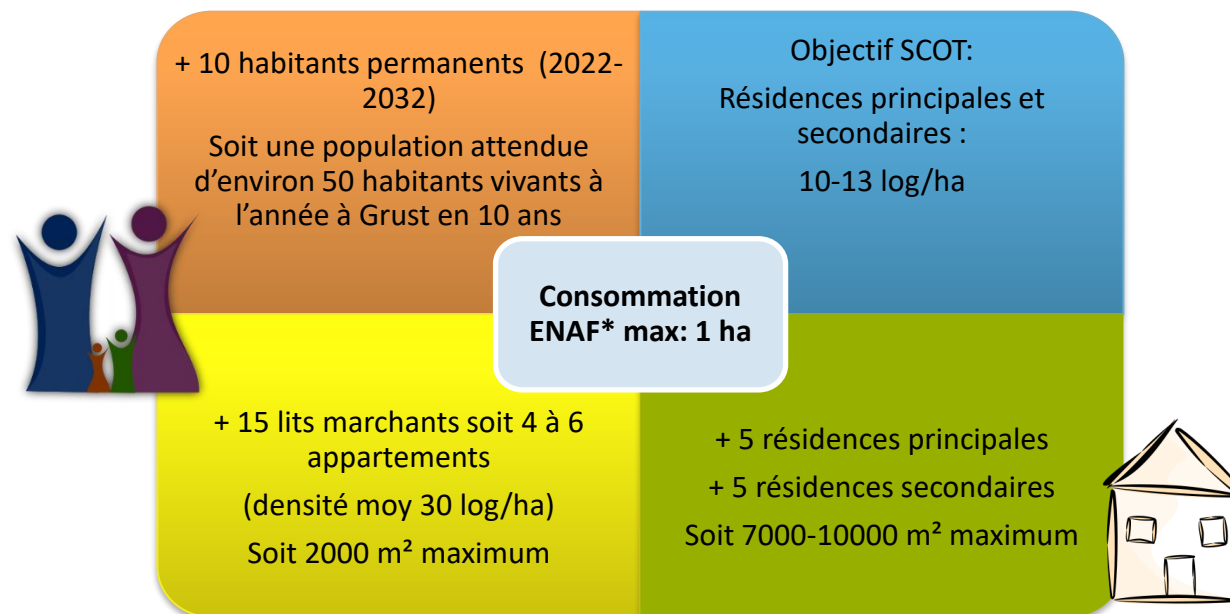 + 10 habitants permanents (2022-
2032)
Soit une population attendue
d’environ 50 habitants vivants à
l’année à Grust en 10 ans
Objectif SCOT:
Résidences principales et
secondaires :
10-13 log/ha
Consommation
ENAF* max: 1 ha
+ 15 lits marchants soit 4 à 6
appartements
(densité moy 30 log/ha)
Soit 2000 m² maximum
+ 5 résidences principales
+ 5 résidences secondaires
Soit 7000-10000 m² maximum